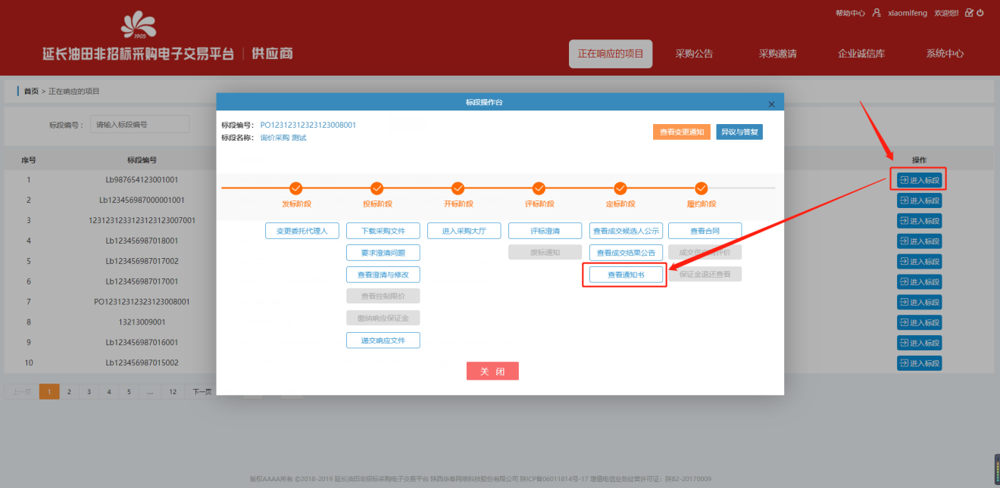 帮助中心 xiaomifeng 欢迎您!!
1905
延长油田非招标采购电子交易平台 | 供应商
正在响应的项目 采购公告 采购邀请 企业诚信库 系统中心
首页 > 正在响应的项目
标段操作台
标段编号: 请输入标段编号
标段编号: PO12312312323123008001
标段名称: 询价采购 测试
查看变更通知 异议与答复
序号 标段编号 操作
1 Lb987654123001001 进入标段
2 Lb123456987000001001 进入标段
3 1231231233123123123007001 进入标段
4 Lb123456987018001 进入标段
5 Lb123456987017002 进入标段
6 Lb123456987017001 进入标段
7 PO12312312323123008001 进入标段
8 13213009001 进入标段
9 Lb123456987016001 进入标段
10 Lb123456987015002 进入标段
发标阶段 投标阶段 开标阶段 评标阶段 定标阶段 履约阶段
变更委托代理人 下载采购文件 进入采购大厅 评标澄清 查看成交候选人公示 查看合同
要求澄清问题 废标通知 查看成交结果公告
查看澄清与修改 查看通知书 保证金退还查看
查看控制限价
缴纳响应保证金
递交响应文件
关 闭
上一页 1 2 3 4 5 ... 12 下一页
版权AAAA所有 ©2018-2019 延长油田非招标采购电子交易平台 陕西华春网络科技股份有限公司 陕ICP备06011814号-17 增值电信业务经营许可证: 陕B2-20170009